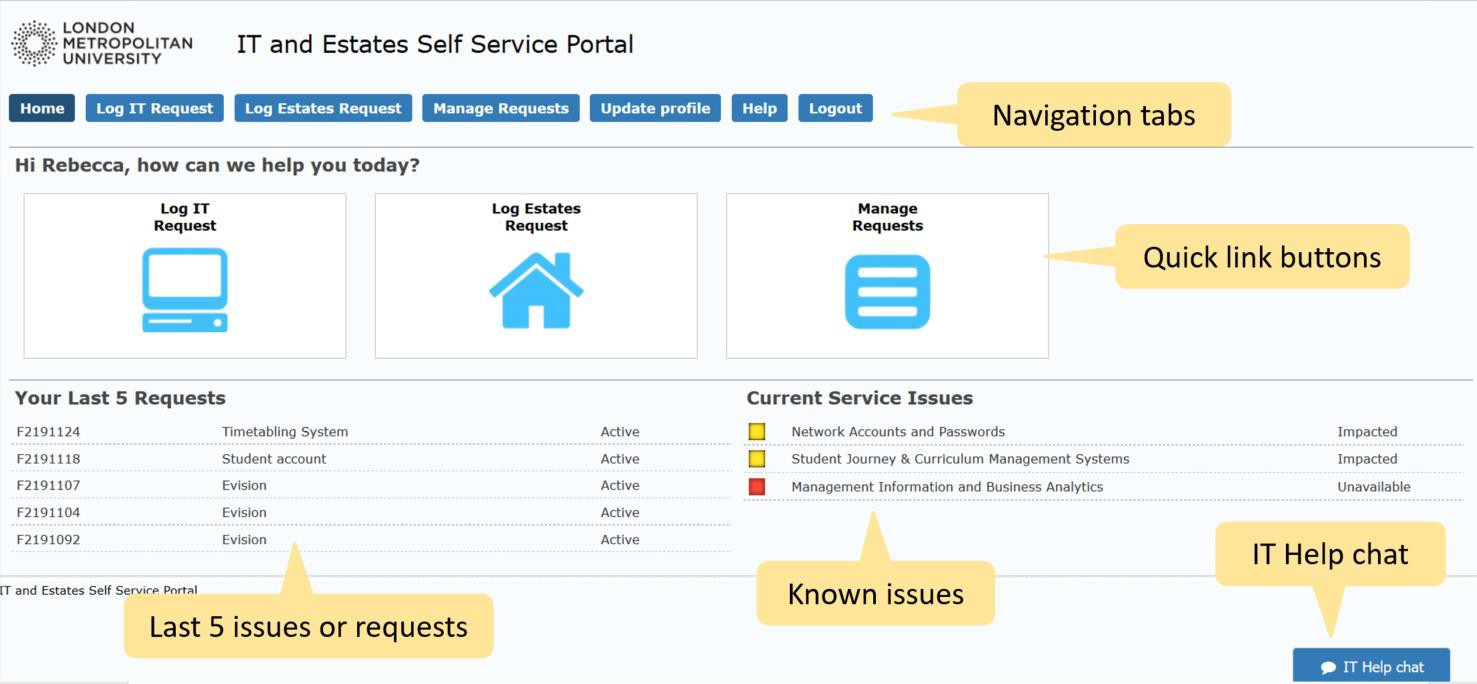 LONDON
METROPOLITAN
UNIVERSITY
IT and Estates Self Service Portal
Home Log IT Request Log Estates Request Manage Requests Update profile Help Logout
Navigation tabs
Hi Rebecca, how can we help you today?
Log IT
Request
Log Estates
Request
Manage
Requests
Quick link buttons
Your Last 5 Requests
F2191124 Timetabling System Active
F2191118 Student account Active
F2191107 Evision Active
F2191104 Evision Active
F2191092 Evision Active
Current Service Issues
Network Accounts and Passwords Impacted
Student Journey & Curriculum Management Systems Impacted
Management Information and Business Analytics Unavailable
IT Help chat
Known issues
IT and Estates Self Service Portal
Last 5 issues or requests
IT Help chat